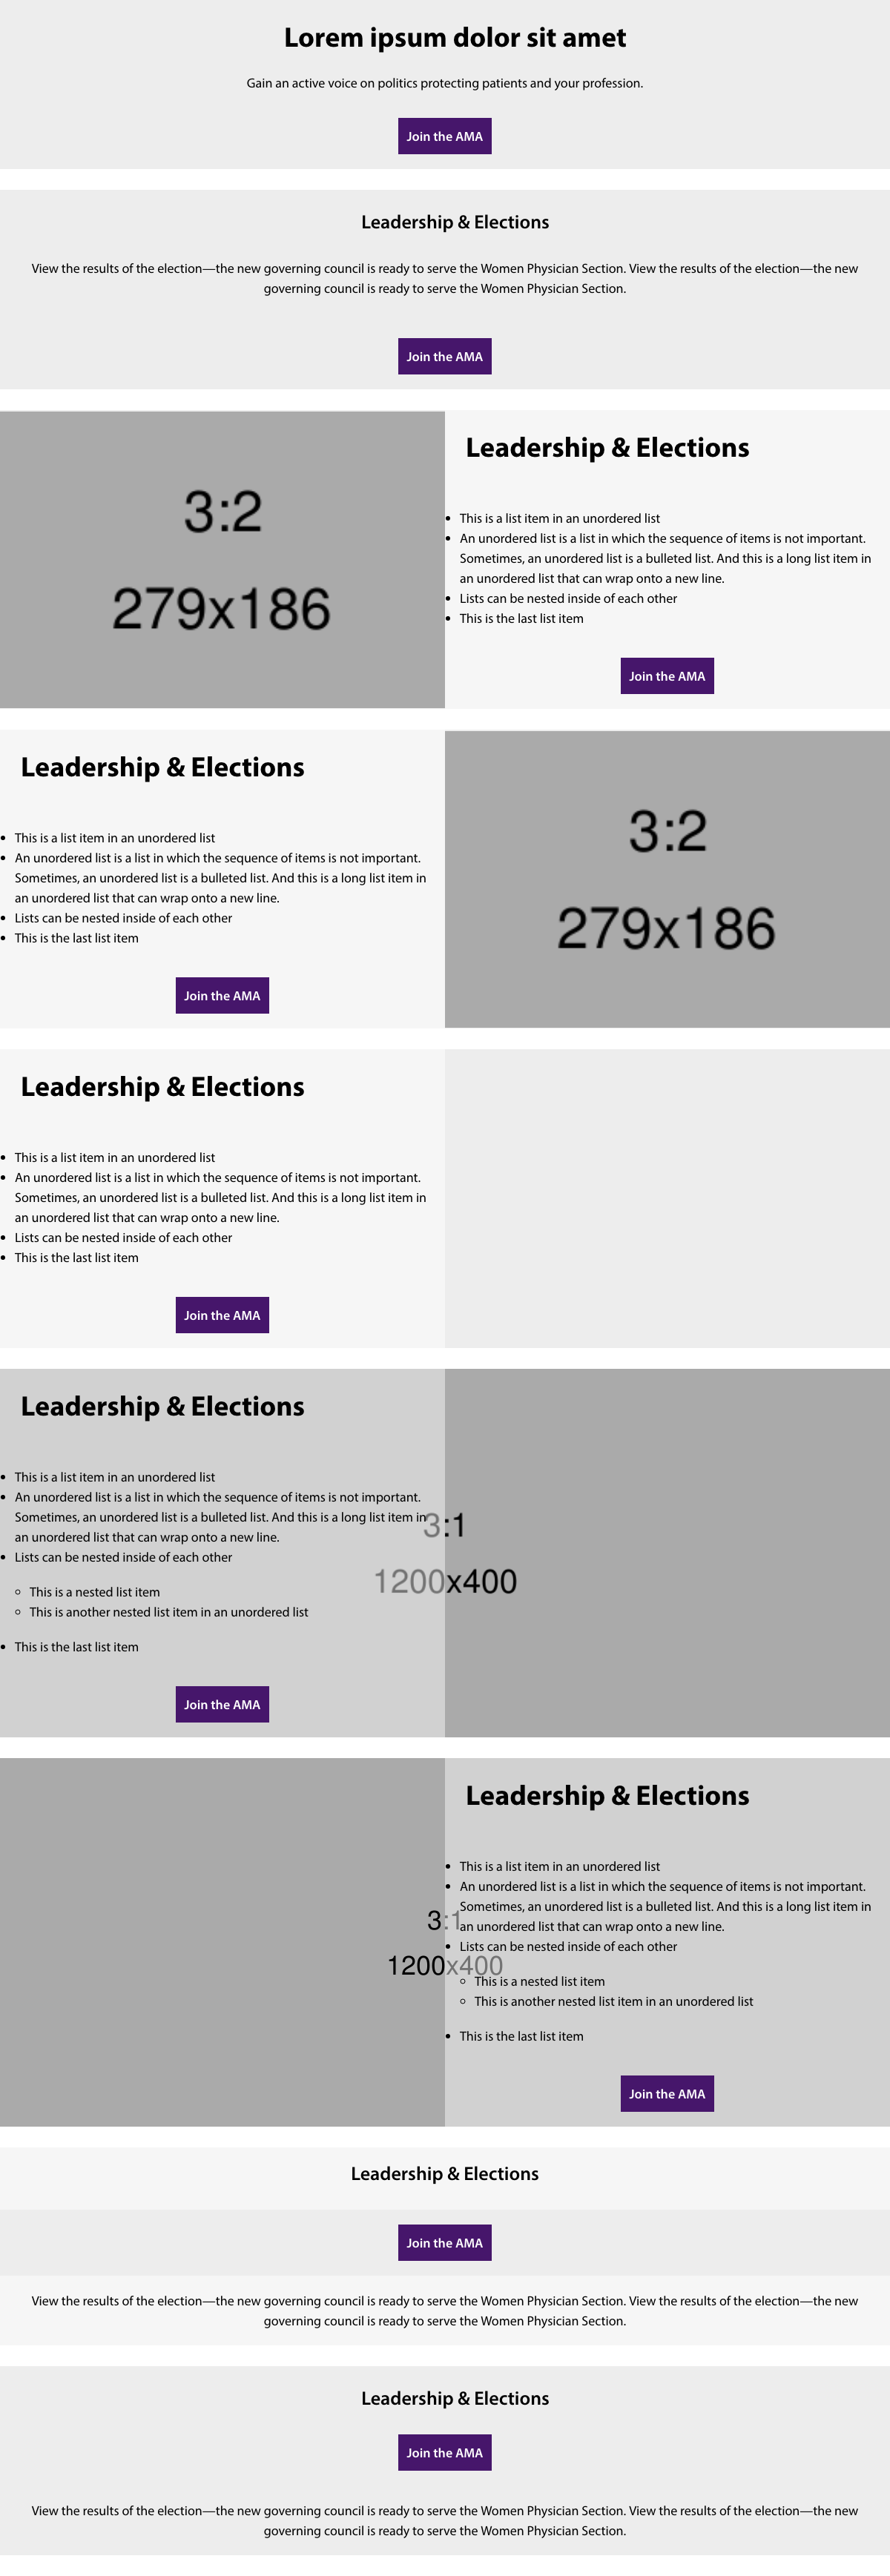 Lorem ipsum dolor sit amet
Gain an active voice on politics protecting patients and your profession.
Join the AMA
Leadership & Elections
View the results of the election—the new governing council is ready to serve the Women Physician Section. View the results of the election—the new
governing council is ready to serve the Women Physician Section.
Join the AMA
3:2
279x186
Leadership & Elections
• This is a list item in an unordered list
• An unordered list is a list in which the sequence of items is not important.
Sometimes, an unordered list is a bulleted list. And this is a long list item in
an unordered list that can wrap onto a new line.
• Lists can be nested inside of each other
• This is the last list item
Join the AMA
Leadership & Elections
• This is a list item in an unordered list
• An unordered list is a list in which the sequence of items is not important.
Sometimes, an unordered list is a bulleted list. And this is a long list item in
an unordered list that can wrap onto a new line.
• Lists can be nested inside of each other
• This is the last list item
Join the AMA
3:2
279x186
Leadership & Elections
• This is a list item in an unordered list
• An unordered list is a list in which the sequence of items is not important.
Sometimes, an unordered list is a bulleted list. And this is a long list item in
an unordered list that can wrap onto a new line.
• Lists can be nested inside of each other
• This is the last list item
Join the AMA
Leadership & Elections
• This is a list item in an unordered list
• An unordered list is a list in which the sequence of items is not important.
Sometimes, an unordered list is a bulleted list. And this is a long list item in
an unordered list that can wrap onto a new line.
• Lists can be nested inside of each other
◦ This is a nested list item
◦ This is another nested list item in an unordered list
• This is the last list item
Join the AMA
3:1
1200x400
3:1
1200x400
Leadership & Elections
• This is a list item in an unordered list
• An unordered list is a list in which the sequence of items is not important.
Sometimes, an unordered list is a bulleted list. And this is a long list item in
an unordered list that can wrap onto a new line.
• Lists can be nested inside of each other
◦ This is a nested list item
◦ This is another nested list item in an unordered list
• This is the last list item
Join the AMA
Leadership & Elections
Join the AMA
View the results of the election—the new governing council is ready to serve the Women Physician Section. View the results of the election—the new
governing council is ready to serve the Women Physician Section.
Leadership & Elections
Join the AMA
View the results of the election—the new governing council is ready to serve the Women Physician Section. View the results of the election—the new
governing council is ready to serve the Women Physician Section.